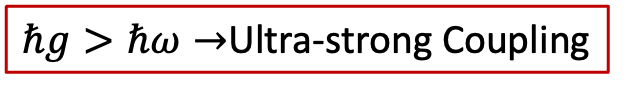 ℏg > ℏω →Ultra-strong Coupling